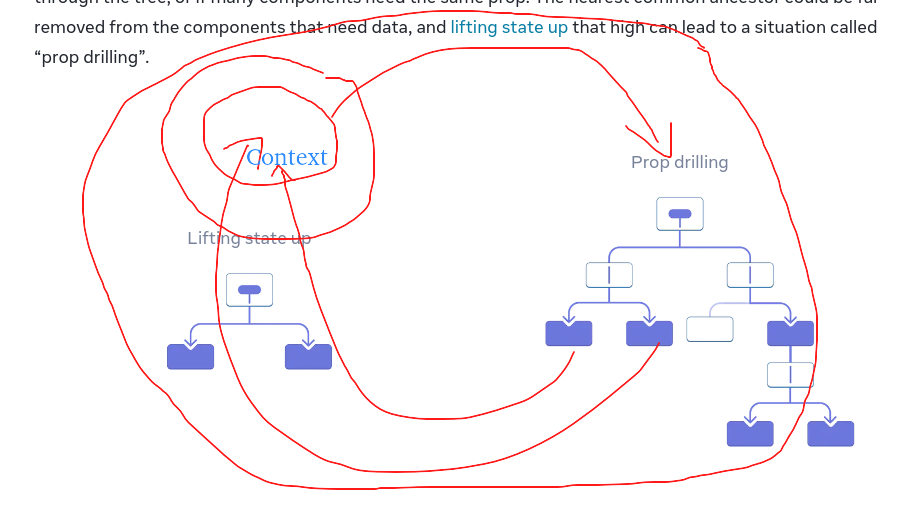 through the tree, or if many components need the same prop. The nearest common ancestor could be far
removed from the components that need data, and lifting state up that high can lead to a situation called
“prop drilling”.
Context
Prop drilling
Lifting state up